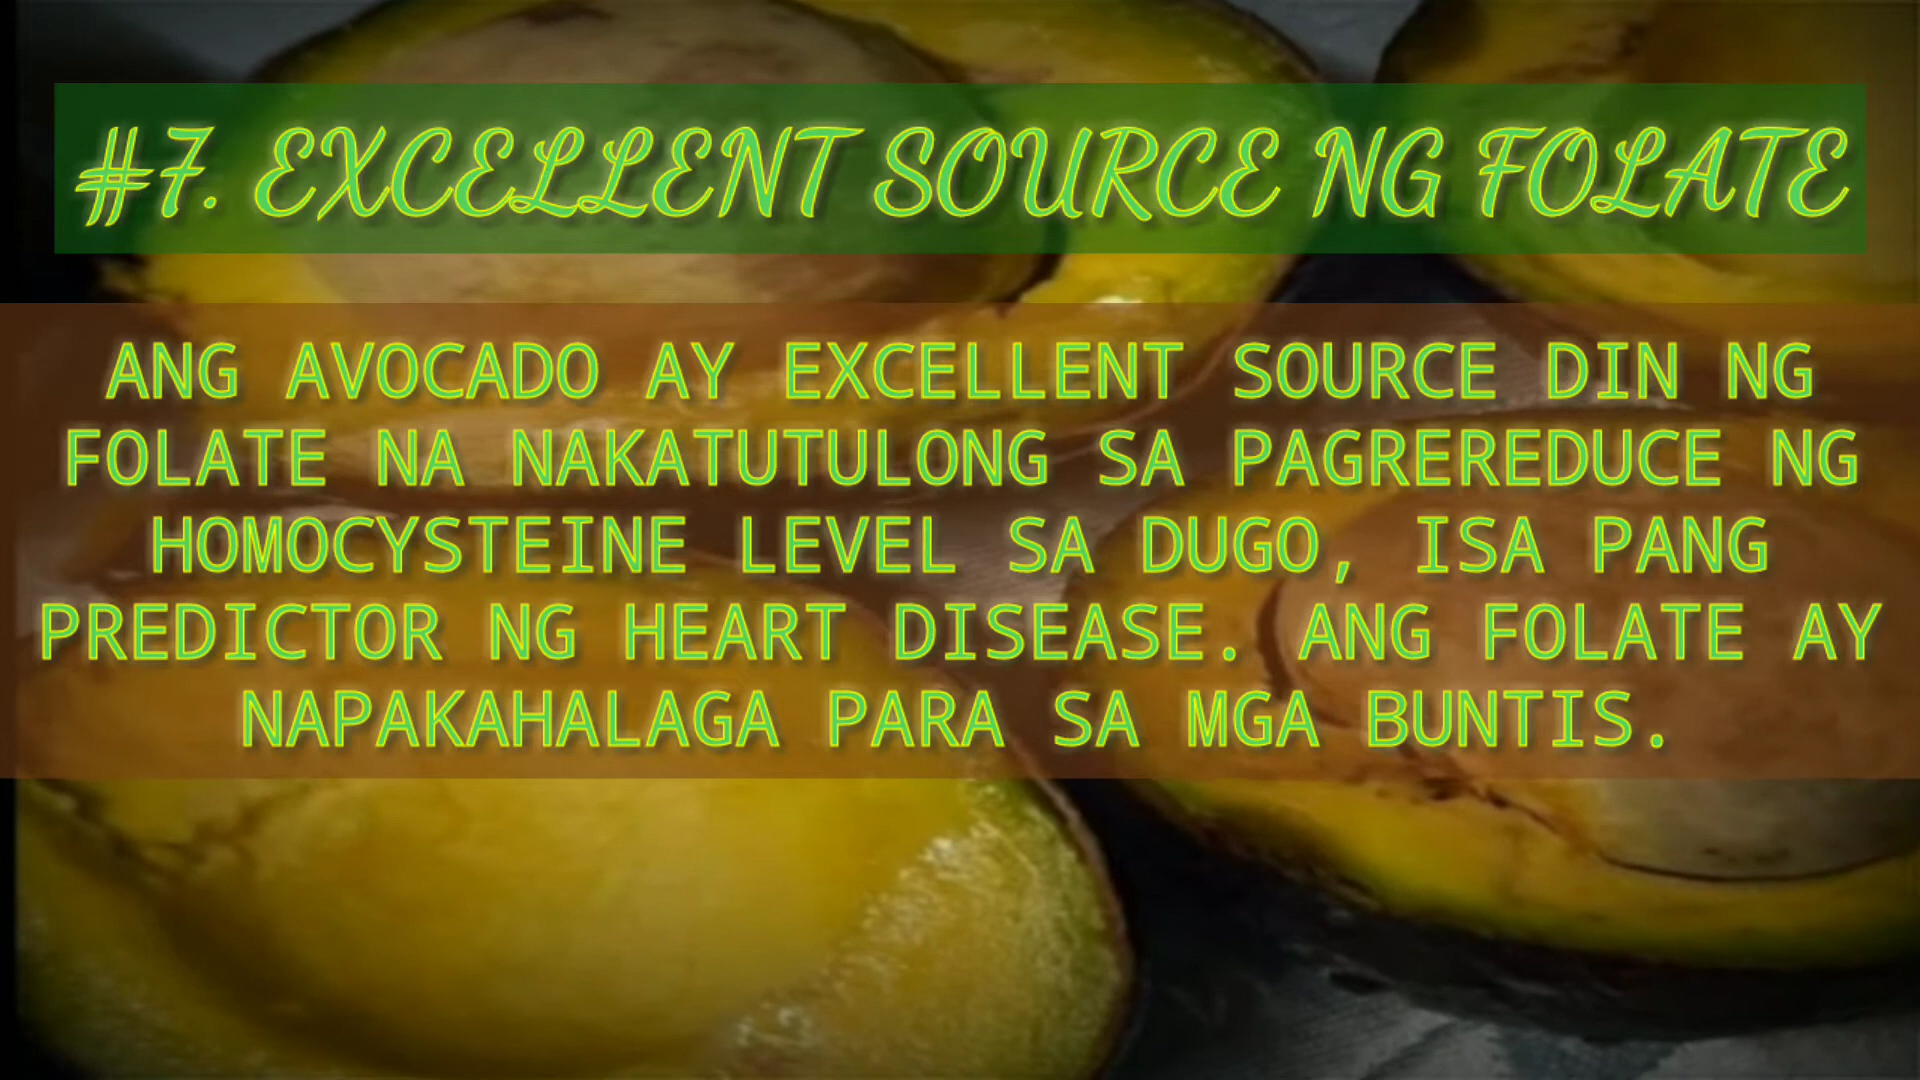 #7. EXCELLENT SOURCE NG FOLATE
ANG AVOCADO AY EXCELLENT SOURCE DIN NG
FOLATE NA NAKATUTULONG SA PAGREREDUCE NG
HOMOCYSTEINE LEVEL SA DUGO, ISA PANG
PREDICTOR NG HEART DISEASE. ANG FOLATE AY
NAPAKAHALAGA PARA SA MGA BUNTIS.